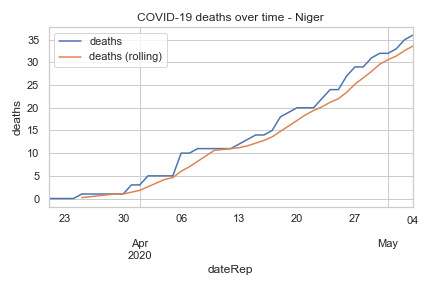 COVID-19 deaths over time - Niger
deaths
deaths (rolling)
35
30
25
20
15
10
5
0
deaths
23 30 06 13 20 27 04
Apr May
2020
dateRep